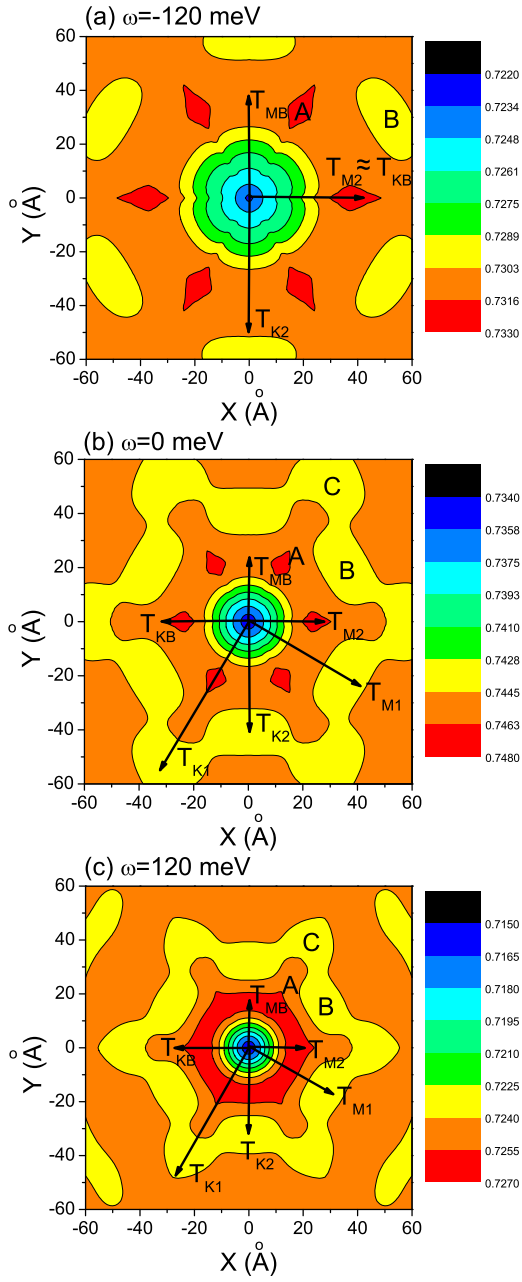 (a) ω=-120 meV
60
40
20
0
-20
-40
-60
Y (Å)
-60 -40 -20 0 20 40 60
X (Å)
T_MB A
B
T_M2 ≈ T_KB
T_K2
0.7220
0.7234
0.7248
0.7261
0.7275
0.7289
0.7303
0.7316
0.7330
(b) ω=0 meV
60
40
20
0
-20
-40
-60
Y (Å)
-60 -40 -20 0 20 40 60
X (Å)
C
A
T_MB
B
T_KB
T_M2
T_M1
T_K2
T_K1
0.7340
0.7358
0.7375
0.7393
0.7410
0.7428
0.7445
0.7463
0.7480
(c) ω=120 meV
60
40
20
0
-20
-40
-60
Y (Å)
-60 -40 -20 0 20 40 60
X (Å)
C
A
T_MB
B
T_KB
T_M2
T_M1
T_K2
T_K1
0.7150
0.7165
0.7180
0.7195
0.7210
0.7225
0.7240
0.7255
0.7270